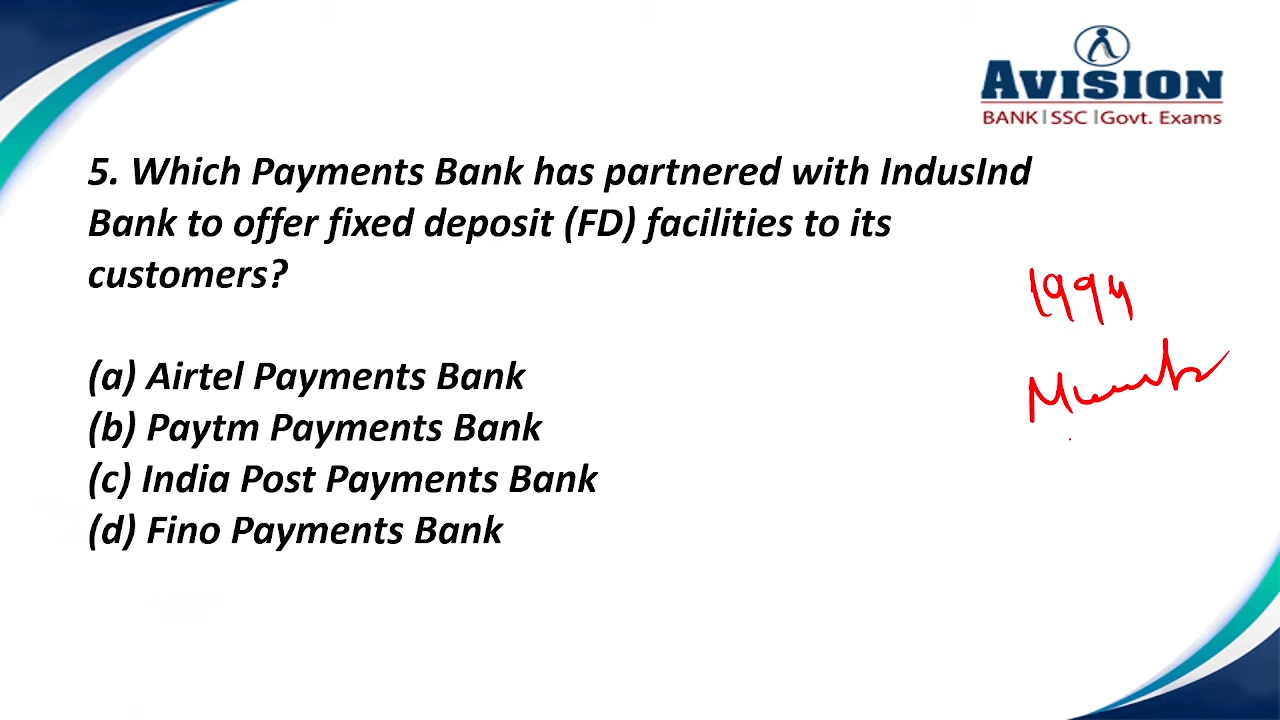 AVISION
BANK|SSC|Govt. Exams
5. Which Payments Bank has partnered with IndusInd
Bank to offer fixed deposit (FD) facilities to its
customers?
1994
(a) Airtel Payments Bank
(b) Paytm Payments Bank
(c) India Post Payments Bank
(d) Fino Payments Bank